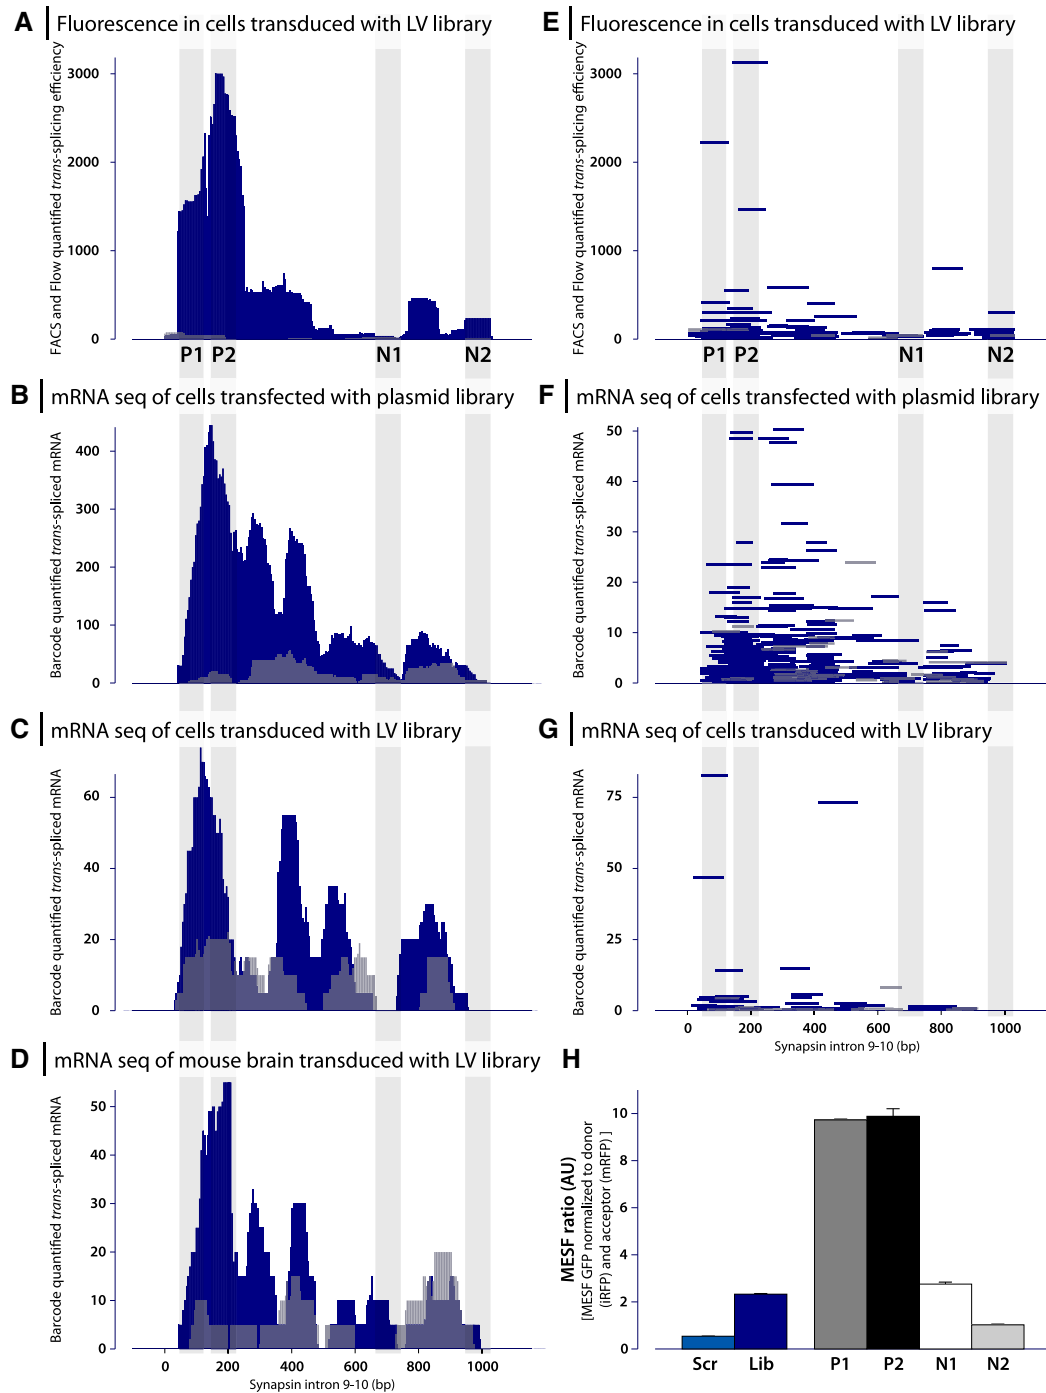 A Fluorescence in cells transduced with LV library
FACS and Flow quantified trans-splicing efficiency
3000
2000
1000
0
P1 P2 N1 N2
B mRNA seq of cells transfected with plasmid library
Barcode quantified trans-spliced mRNA
400
300
200
100
0
C mRNA seq of cells transduced with LV library
Barcode quantified trans-spliced mRNA
60
40
20
0
D mRNA seq of mouse brain transduced with LV library
Barcode quantified trans-spliced mRNA
50
40
30
20
10
0
0 200 400 600 800 1000
Synapsin intron 9-10 (bp)
E Fluorescence in cells transduced with LV library
FACS and Flow quantified trans-splicing efficiency
3000
2000
1000
0
P1 P2 N1 N2
F mRNA seq of cells transfected with plasmid library
Barcode quantified trans-spliced mRNA
50
40
30
20
10
0
G mRNA seq of cells transduced with LV library
Barcode quantified trans-spliced mRNA
75
50
25
0
0 200 400 600 800 1000
Synapsin intron 9-10 (bp)
H
MESF ratio (AU)
[MESF GFP normalized to donor
(iRFP) and acceptor (mRFP) ]
10
8
6
4
2
0
Scr Lib P1 P2 N1 N2